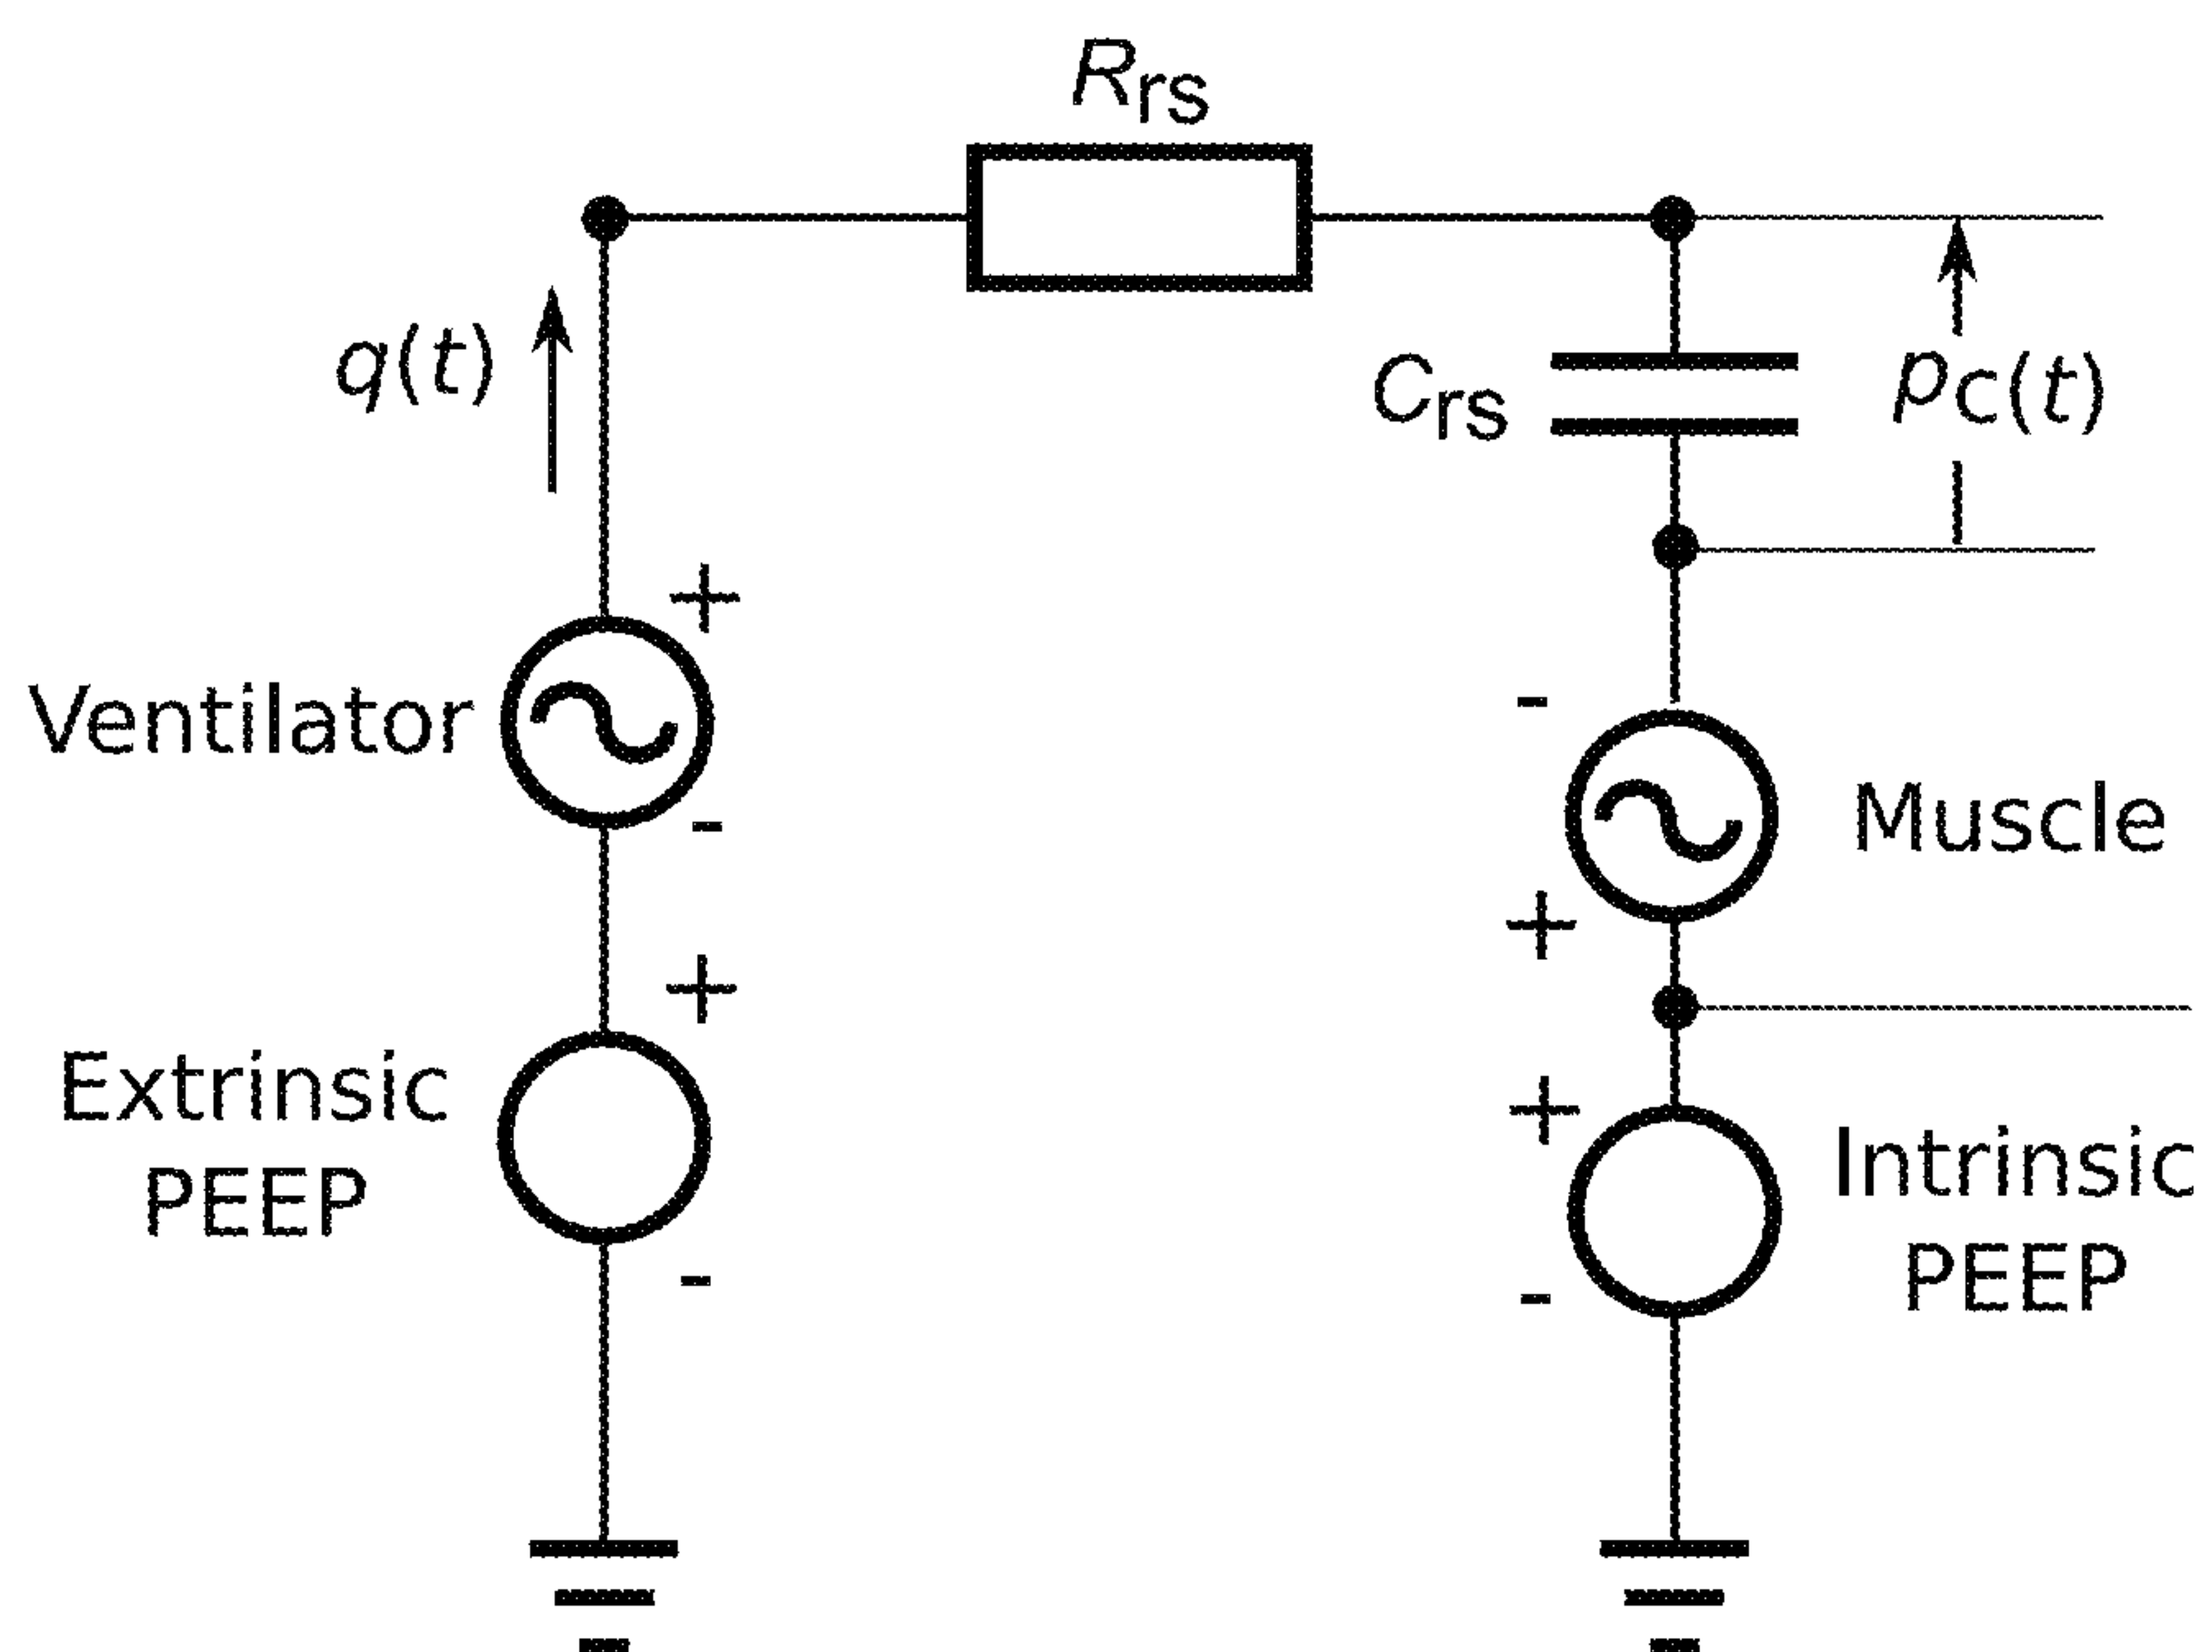 Rrs
q(t)
Crs
pC(t)
+
Ventilator
-
-
Muscle
+
+
Extrinsic
PEEP
-
+
Intrinsic
PEEP
-